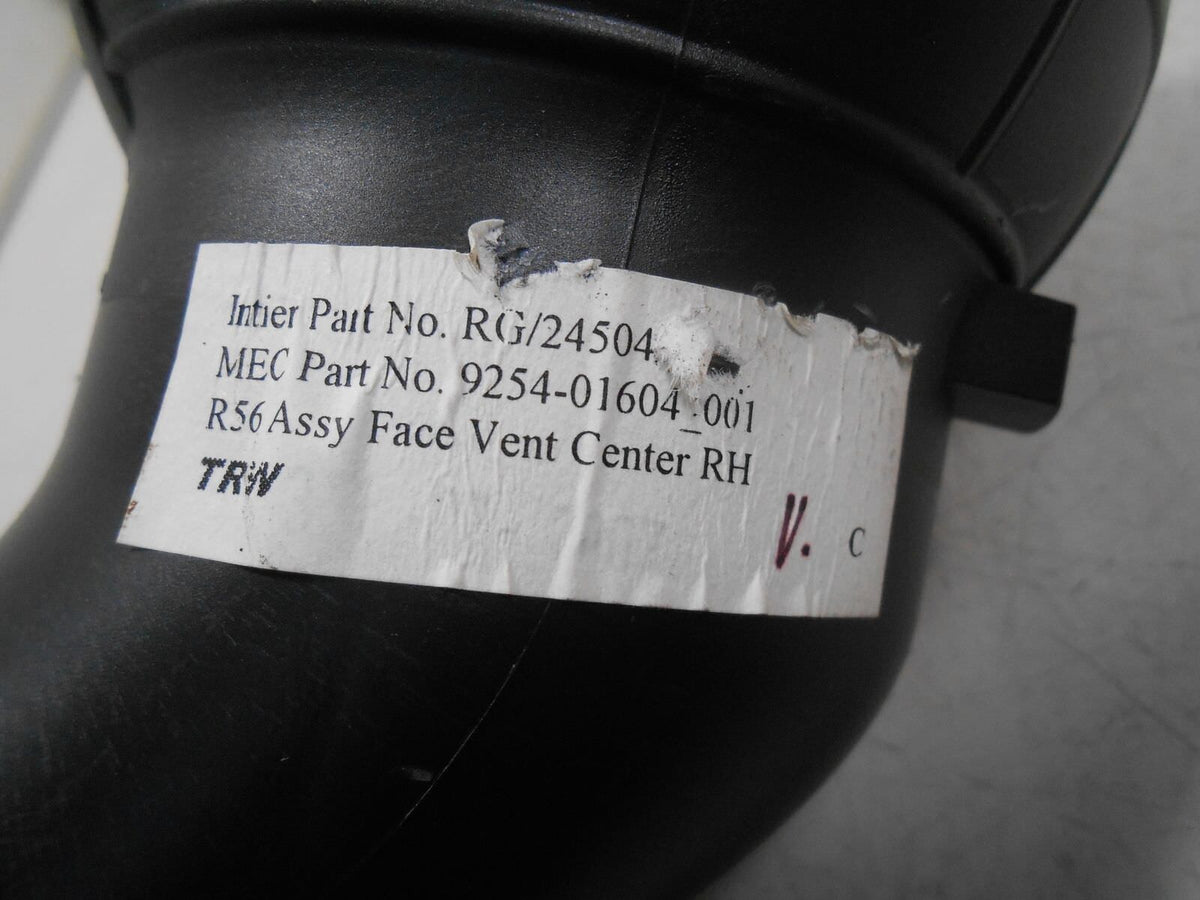 Intier Part No. RG/24504
MEC Part No. 9254-01604_001
R56 Assy Face Vent Center RH
TRW
V. C